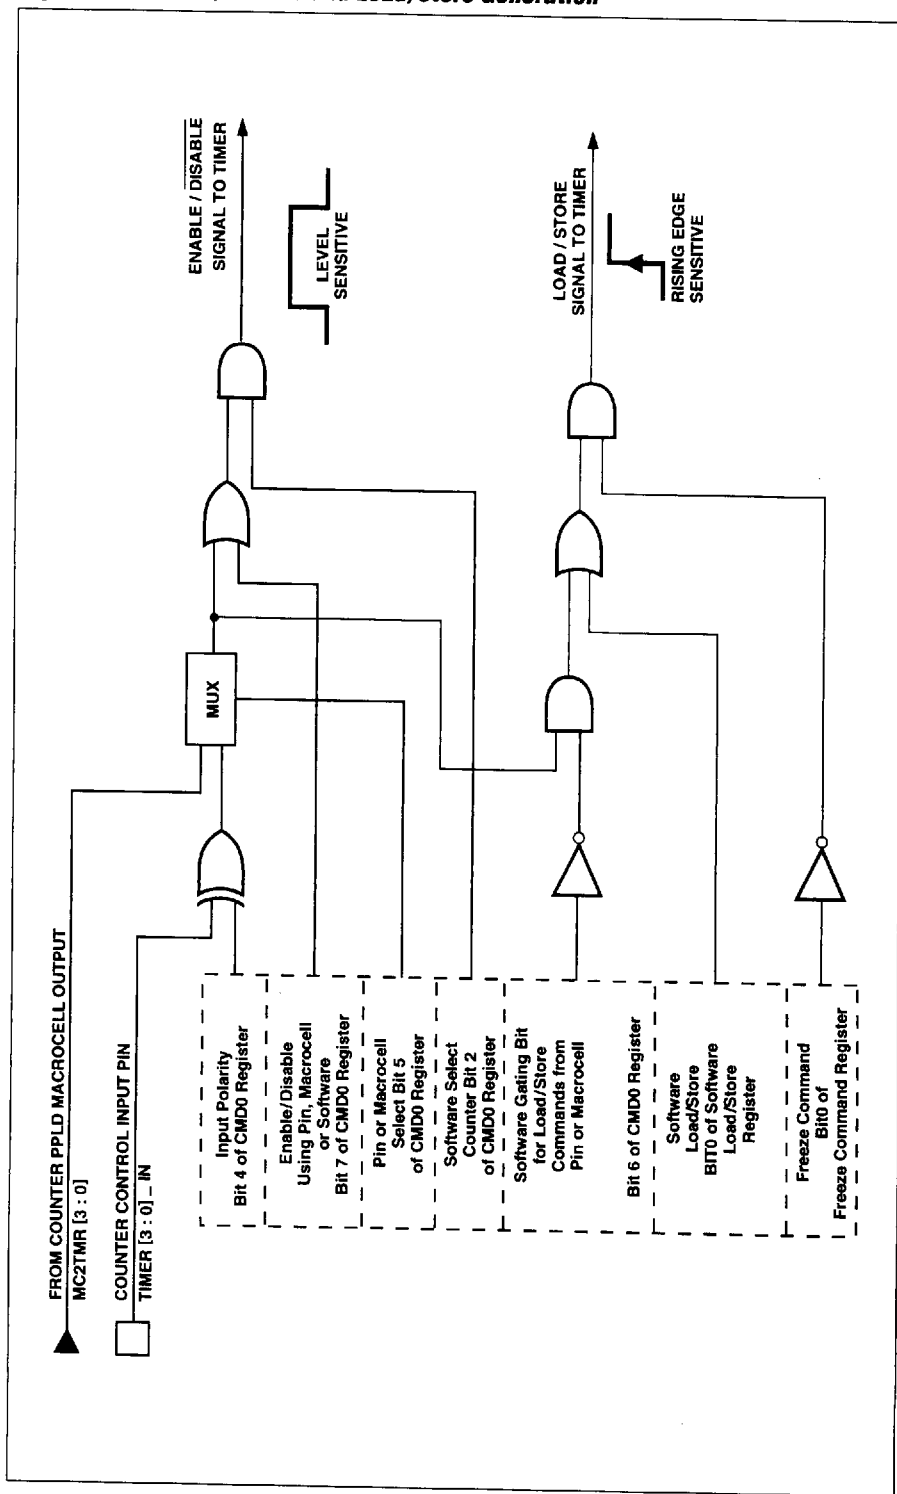 Load/Store Generation
FROM COUNTER PPLD MACROCELL OUTPUT
MC2TMR [3 : 0]
COUNTER CONTROL INPUT PIN
TIMER [3 : 0] _ IN
Input Polarity
Bit 4 of CMD0 Register
Enable/Disable
Using Pin, Macrocell
or Software
Bit 7 of CMD0 Register
Pin or Macrocell
Select Bit 5
of CMD0 Register
Software Select
Counter Bit 2
of CMD0 Register
Software Gating Bit
for Load/Store
Commands from
Pin or Macrocell
Bit 6 of CMD0 Register
Software
Load/Store
BIT0 of Software
Load/Store
Register
Freeze Command
Bit0 of
Freeze Command Register
MUX
ENABLE / DISABLE
SIGNAL TO TIMER
LEVEL
SENSITIVE
LOAD / STORE
SIGNAL TO TIMER
RISING EDGE
SENSITIVE